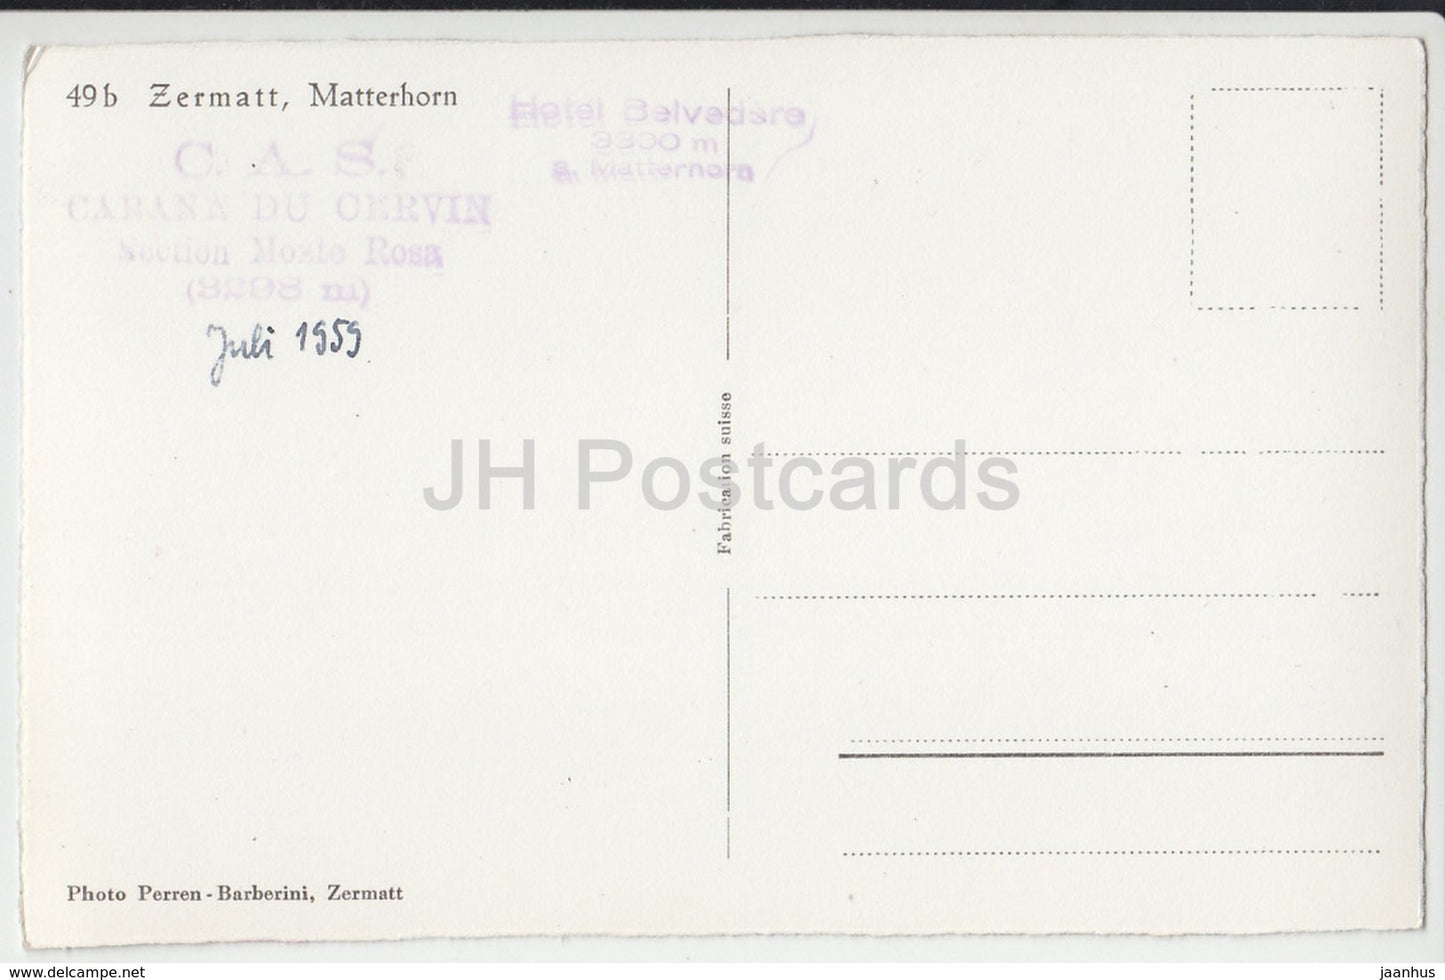 49b Zermatt, Matterhorn
Hotel Belvedere
3300 m
a. Matterhorn
C. A. S.
CABANE DU CERVIN
Section Monte Rosa
(3298 m)
Juli 1959
Fabrication suisse
JH Postcards
Photo Perren-Barberini, Zermatt
www.delcampe.net
jaanhus